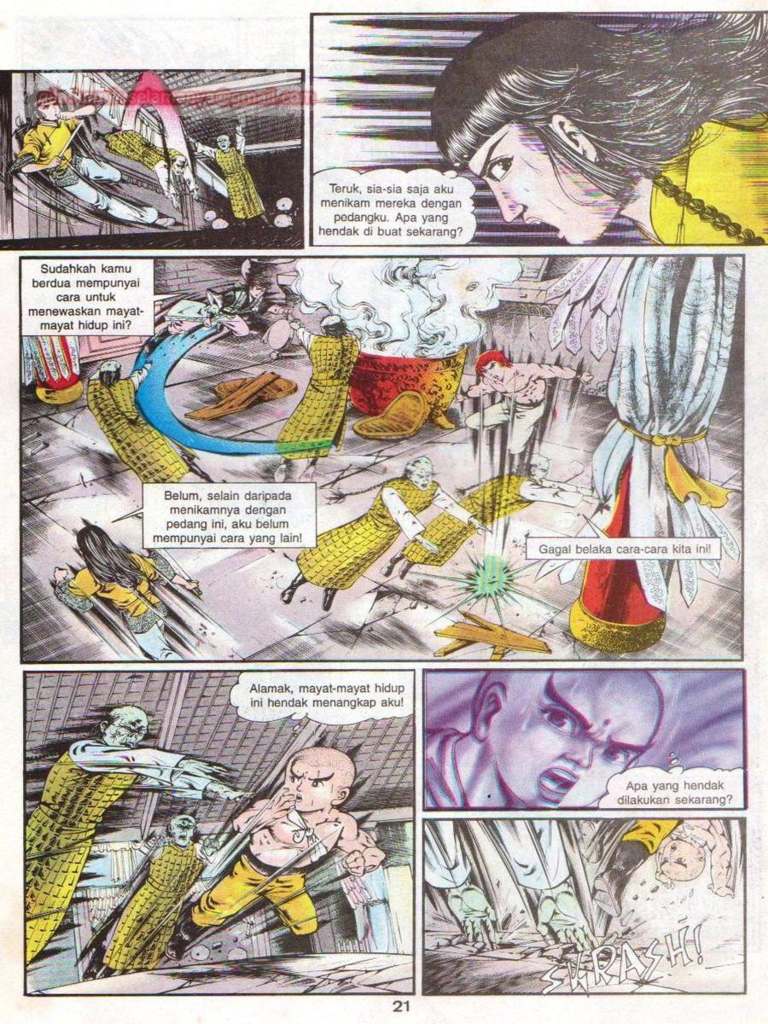 Teruk, sia-sia saja aku
menikam mereka dengan
pedangku. Apa yang
hendak di buat sekarang?
Sudahkah kamu
berdua mempunyai
cara untuk
menewaskan mayat-
mayat hidup ini?
Belum, selain daripada
menikamnya dengan
pedang ini, aku belum
mempunyai cara yang lain!
Gagal belaka cara-cara kita ini!
Alamak, mayat-mayat hidup
ini hendak menangkap aku!
Apa yang hendak
dilakukan sekarang?
SKRASH!
21